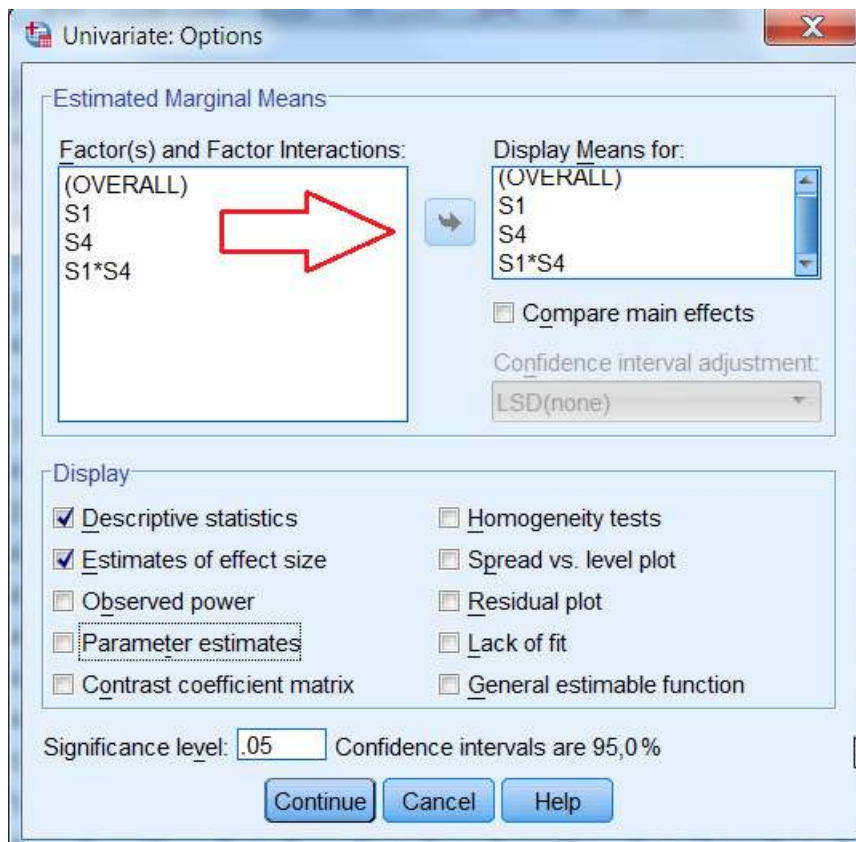 Univariate: Options
Estimated Marginal Means
Factor(s) and Factor Interactions:
(OVERALL)
S1
S4
S1*S4
Display Means for:
(OVERALL)
S1
S4
S1*S4
Compare main effects
Confidence interval adjustment:
LSD(none)
Display
Descriptive statistics
Estimates of effect size
Observed power
Parameter estimates
Contrast coefficient matrix
Homogeneity tests
Spread vs. level plot
Residual plot
Lack of fit
General estimable function
Significance level: .05 Confidence intervals are 95,0 %
Continue Cancel Help